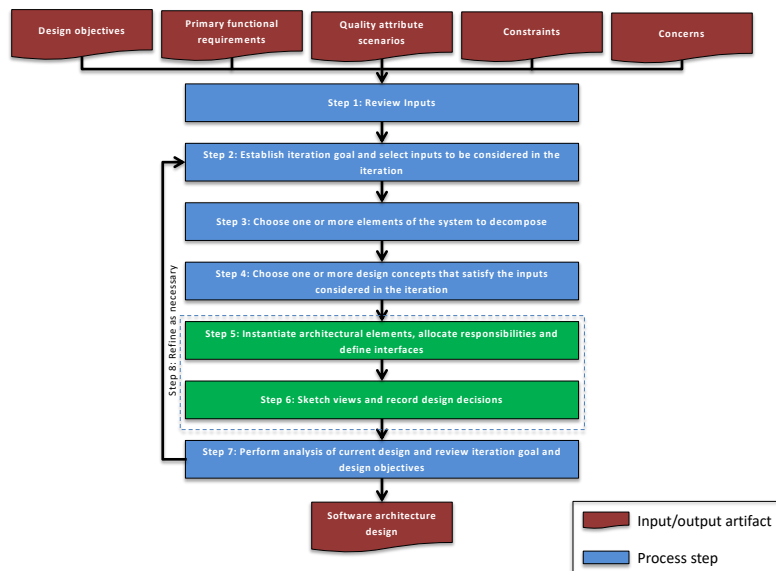 Design objectives
Primary functional
requirements
Quality attribute
scenarios
Constraints
Concerns
Step 1: Review Inputs
Step 2: Establish iteration goal and select inputs to be considered in the
iteration
Step 3: Choose one or more elements of the system to decompose
Step 4: Choose one or more design concepts that satisfy the inputs
considered in the iteration
Step 5: Instantiate architectural elements, allocate responsibilities and
define interfaces
Step 6: Sketch views and record design decisions
Step 7: Perform analysis of current design and review iteration goal and
design objectives
Step 8: Refine as necessary
Software architecture
design
Input/output artifact
Process step